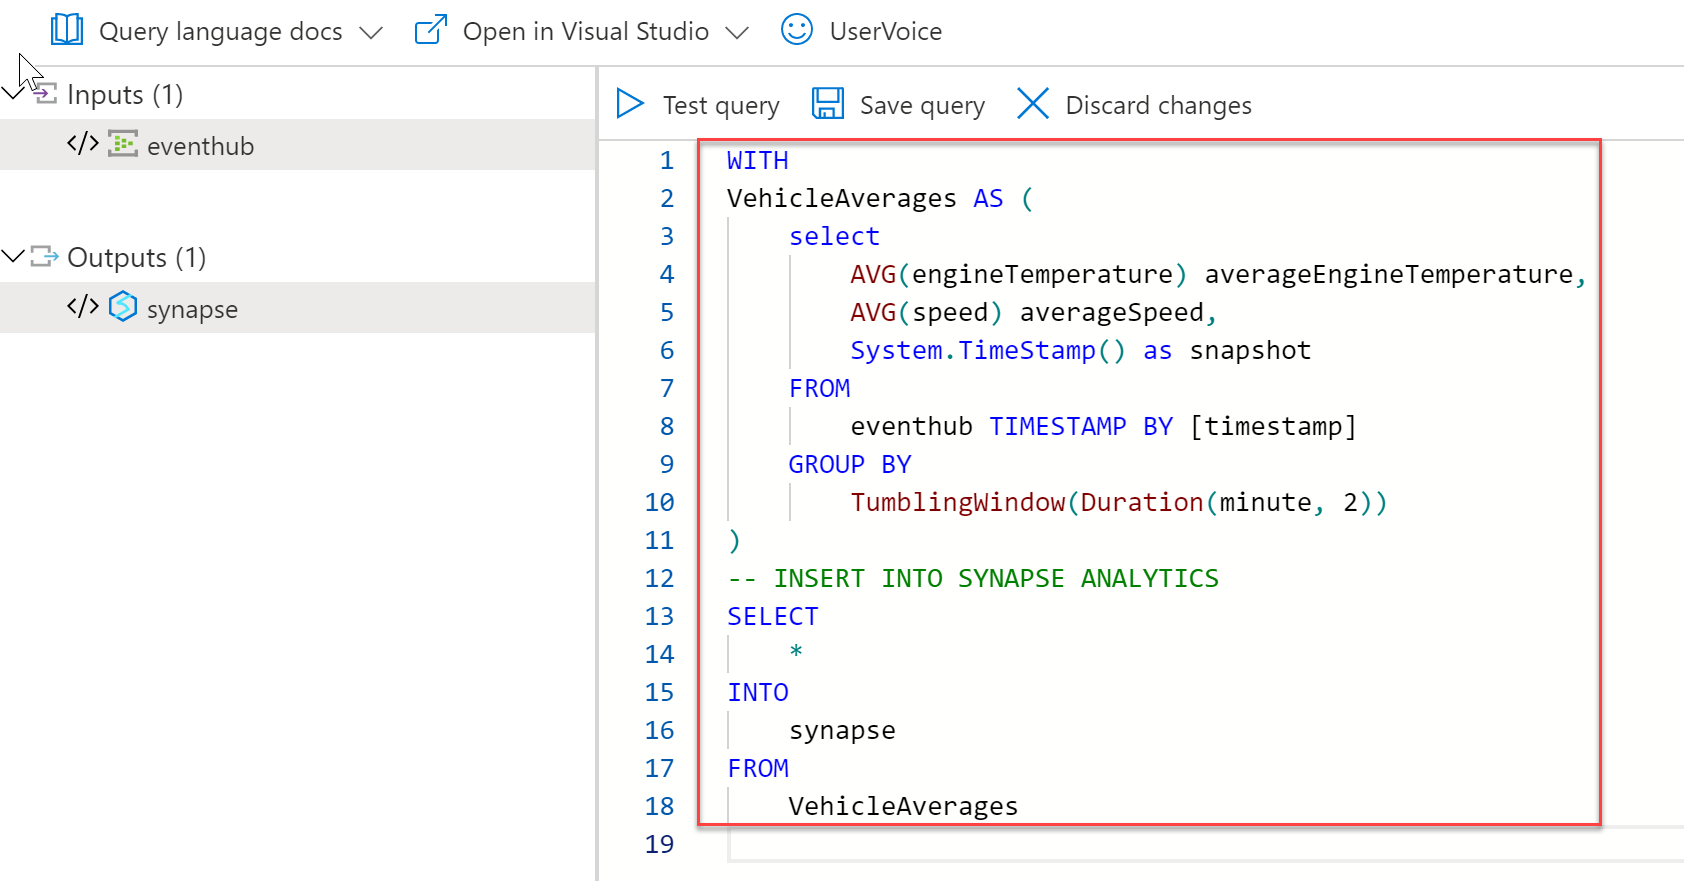 Query language docs Open in Visual Studio UserVoice
Inputs (1)
</> eventhub
Outputs (1)
</> synapse
Test query Save query Discard changes
1 WITH
2 VehicleAverages AS (
3 select
4 AVG(engineTemperature) averageEngineTemperature,
5 AVG(speed) averageSpeed,
6 System.TimeStamp() as snapshot
7 FROM
8 eventhub TIMESTAMP BY [timestamp]
9 GROUP BY
10 TumblingWindow(Duration(minute, 2))
11 )
12 -- INSERT INTO SYNAPSE ANALYTICS
13 SELECT
14 *
15 INTO
16 synapse
17 FROM
18 VehicleAverages
19